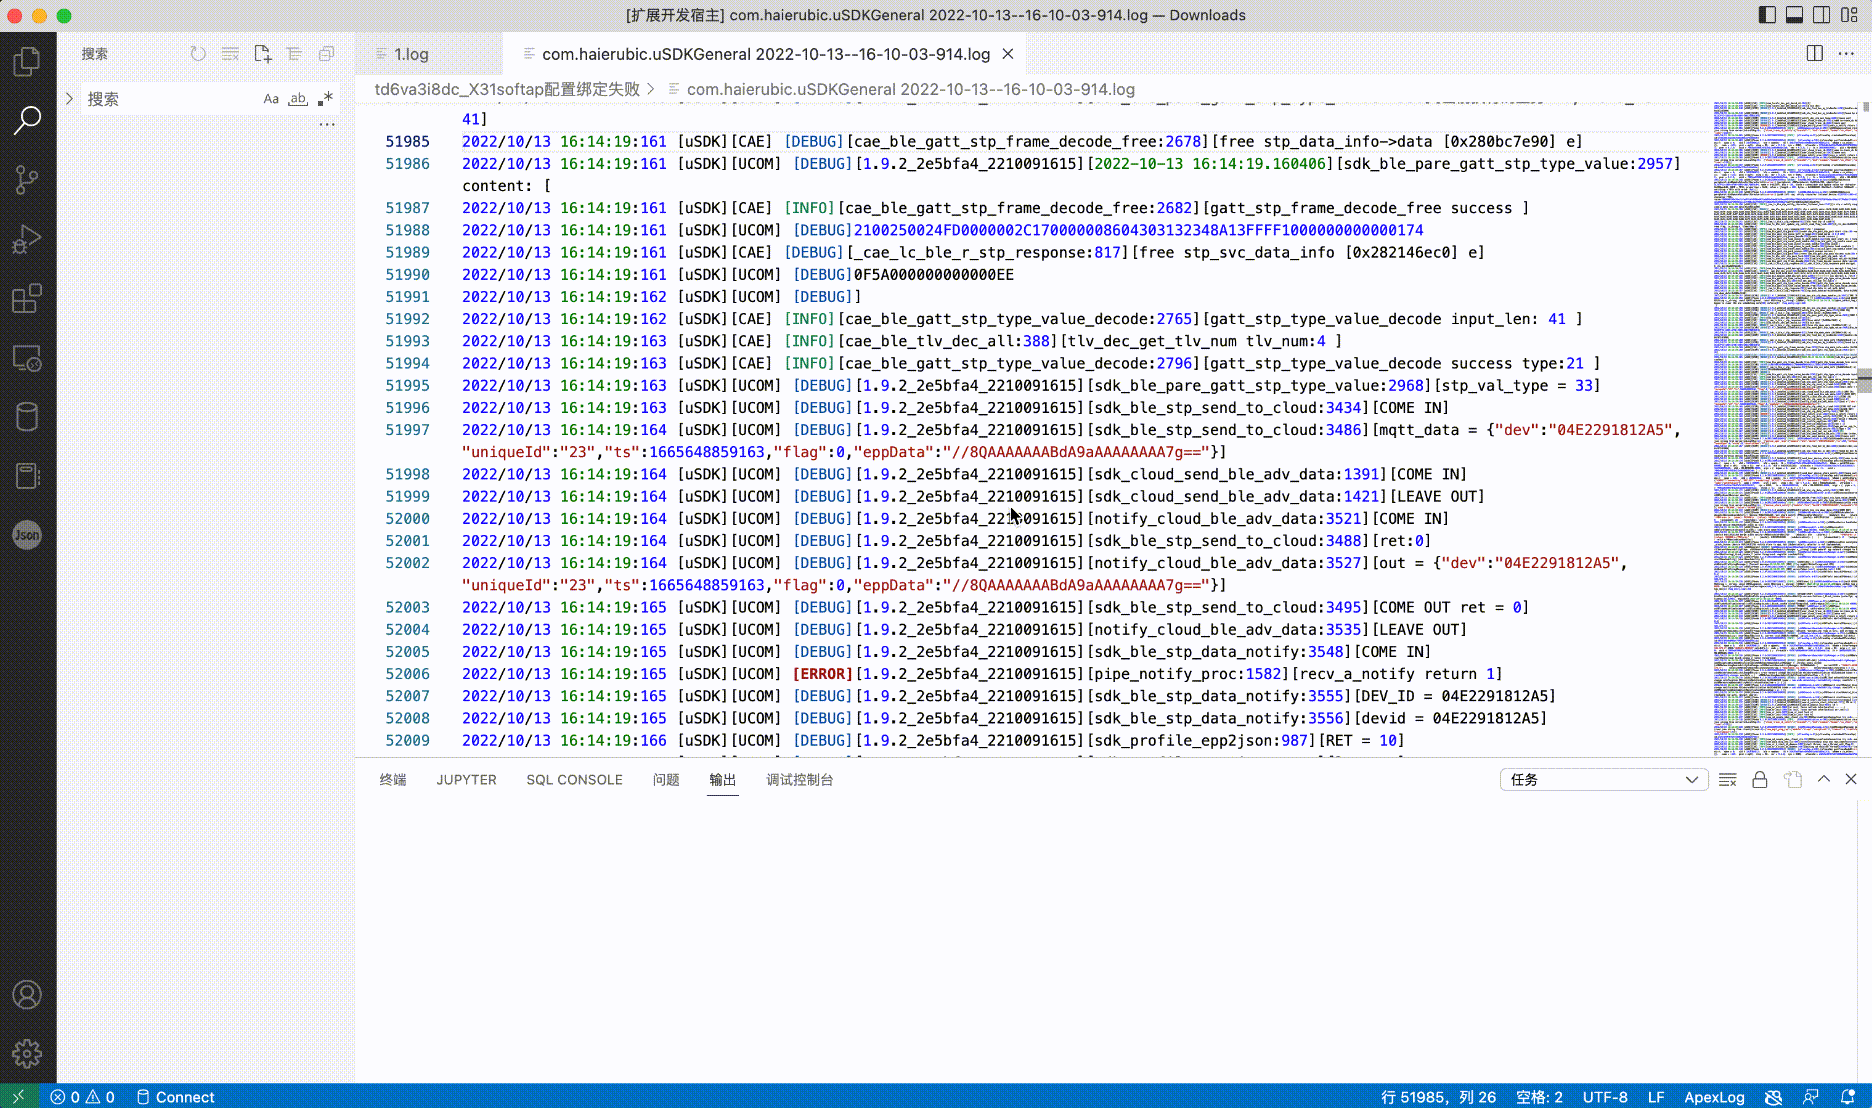 [扩展开发宿主] com.haierubic.uSDKGeneral 2022-10-13--16-10-03-914.log — Downloads
搜索
1.log
com.haierubic.uSDKGeneral 2022-10-13--16-10-03-914.log
搜索
Aa
ab
td6va3i8dc_X31softap配置绑定失败 > com.haierubic.uSDKGeneral 2022-10-13--16-10-03-914.log
41]
51985 2022/10/13 16:14:19:161 [uSDK][CAE] [DEBUG][cae_ble_gatt_stp_frame_decode_free:2678][free stp_data_info->data [0x280bc7e90] e]
51986 2022/10/13 16:14:19:161 [uSDK][UCOM] [DEBUG][1.9.2_2e5bfa4_2210091615][2022-10-13 16:14:19.160406][sdk_ble_pare_gatt_stp_type_value:2957]
content: [
51987 2022/10/13 16:14:19:161 [uSDK][CAE] [INFO][cae_ble_gatt_stp_frame_decode_free:2682][gatt_stp_frame_decode_free success ]
51988 2022/10/13 16:14:19:161 [uSDK][UCOM] [DEBUG]2100250024FD0000002C170000008604303132348A13FFFF1000000000000174
51989 2022/10/13 16:14:19:161 [uSDK][CAE] [DEBUG][_cae_lc_ble_r_stp_response:817][free stp_svc_data_info [0x282146ec0] e]
51990 2022/10/13 16:14:19:161 [uSDK][UCOM] [DEBUG]0F5A000000000000EE
51991 2022/10/13 16:14:19:162 [uSDK][UCOM] [DEBUG]]
51992 2022/10/13 16:14:19:162 [uSDK][CAE] [INFO][cae_ble_gatt_stp_type_value_decode:2765][gatt_stp_type_value_decode input_len: 41 ]
51993 2022/10/13 16:14:19:163 [uSDK][CAE] [INFO][cae_ble_tlv_dec_all:388][tlv_dec_get_tlv_num tlv_num:4 ]
51994 2022/10/13 16:14:19:163 [uSDK][CAE] [INFO][cae_ble_gatt_stp_type_value_decode:2796][gatt_stp_type_value_decode success type:21 ]
51995 2022/10/13 16:14:19:163 [uSDK][UCOM] [DEBUG][1.9.2_2e5bfa4_2210091615][sdk_ble_pare_gatt_stp_type_value:2968][stp_val_type = 33]
51996 2022/10/13 16:14:19:163 [uSDK][UCOM] [DEBUG][1.9.2_2e5bfa4_2210091615][sdk_ble_stp_send_to_cloud:3434][COME IN]
51997 2022/10/13 16:14:19:164 [uSDK][UCOM] [DEBUG][1.9.2_2e5bfa4_2210091615][sdk_ble_stp_send_to_cloud:3486][mqtt_data = {"dev":"04E2291812A5",
"uniqueId":"23","ts":1665648859163,"flag":0,"eppData":"//8QAAAAAAABdA9aAAAAAAAA7g=="}]
51998 2022/10/13 16:14:19:164 [uSDK][UCOM] [DEBUG][1.9.2_2e5bfa4_2210091615][sdk_cloud_send_ble_adv_data:1391][COME IN]
51999 2022/10/13 16:14:19:164 [uSDK][UCOM] [DEBUG][1.9.2_2e5bfa4_2210091615][sdk_cloud_send_ble_adv_data:1421][LEAVE OUT]
52000 2022/10/13 16:14:19:164 [uSDK][UCOM] [DEBUG][1.9.2_2e5bfa4_2210091615][notify_cloud_ble_adv_data:3521][COME IN]
52001 2022/10/13 16:14:19:164 [uSDK][UCOM] [DEBUG][1.9.2_2e5bfa4_2210091615][sdk_ble_stp_send_to_cloud:3488][ret:0]
52002 2022/10/13 16:14:19:164 [uSDK][UCOM] [DEBUG][1.9.2_2e5bfa4_2210091615][notify_cloud_ble_adv_data:3527][out = {"dev":"04E2291812A5",
"uniqueId":"23","ts":1665648859163,"flag":0,"eppData":"//8QAAAAAAABdA9aAAAAAAAA7g=="}]
52003 2022/10/13 16:14:19:165 [uSDK][UCOM] [DEBUG][1.9.2_2e5bfa4_2210091615][sdk_ble_stp_send_to_cloud:3495][COME OUT ret = 0]
52004 2022/10/13 16:14:19:165 [uSDK][UCOM] [DEBUG][1.9.2_2e5bfa4_2210091615][notify_cloud_ble_adv_data:3535][LEAVE OUT]
52005 2022/10/13 16:14:19:165 [uSDK][UCOM] [DEBUG][1.9.2_2e5bfa4_2210091615][sdk_ble_stp_data_notify:3548][COME IN]
52006 2022/10/13 16:14:19:165 [uSDK][UCOM] [ERROR][1.9.2_2e5bfa4_2210091615][pipe_notify_proc:1582][recv_a_notify return 1]
52007 2022/10/13 16:14:19:165 [uSDK][UCOM] [DEBUG][1.9.2_2e5bfa4_2210091615][sdk_ble_stp_data_notify:3555][DEV_ID = 04E2291812A5]
52008 2022/10/13 16:14:19:165 [uSDK][UCOM] [DEBUG][1.9.2_2e5bfa4_2210091615][sdk_ble_stp_data_notify:3556][devid = 04E2291812A5]
52009 2022/10/13 16:14:19:166 [uSDK][UCOM] [DEBUG][1.9.2_2e5bfa4_2210091615][sdk_profile_epp2json:987][RET = 10]
Json
终端 JUPYTER SQL CONSOLE 问题 输出 调试控制台
任务
0 0 Connect
行 51985，列 26 空格: 2 UTF-8 LF ApexLog